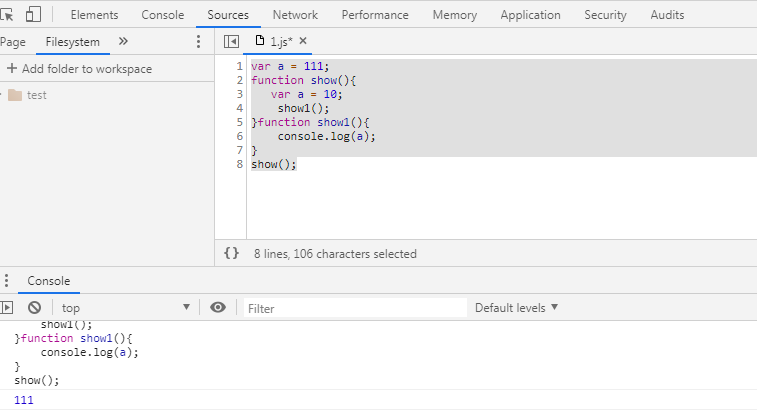 Elements Console Sources Network Performance Memory Application Security Audits
Page Filesystem » 1.js* ×
+ Add folder to workspace
test
1 var a = 111;
2 function show(){
3 var a = 10;
4 show1();
5 }function show1(){
6 console.log(a);
7 }
8 show();
{} 8 lines, 106 characters selected
Console
top ▼ Filter Default levels ▼
show1();
}function show1(){
console.log(a);
}
show();
111